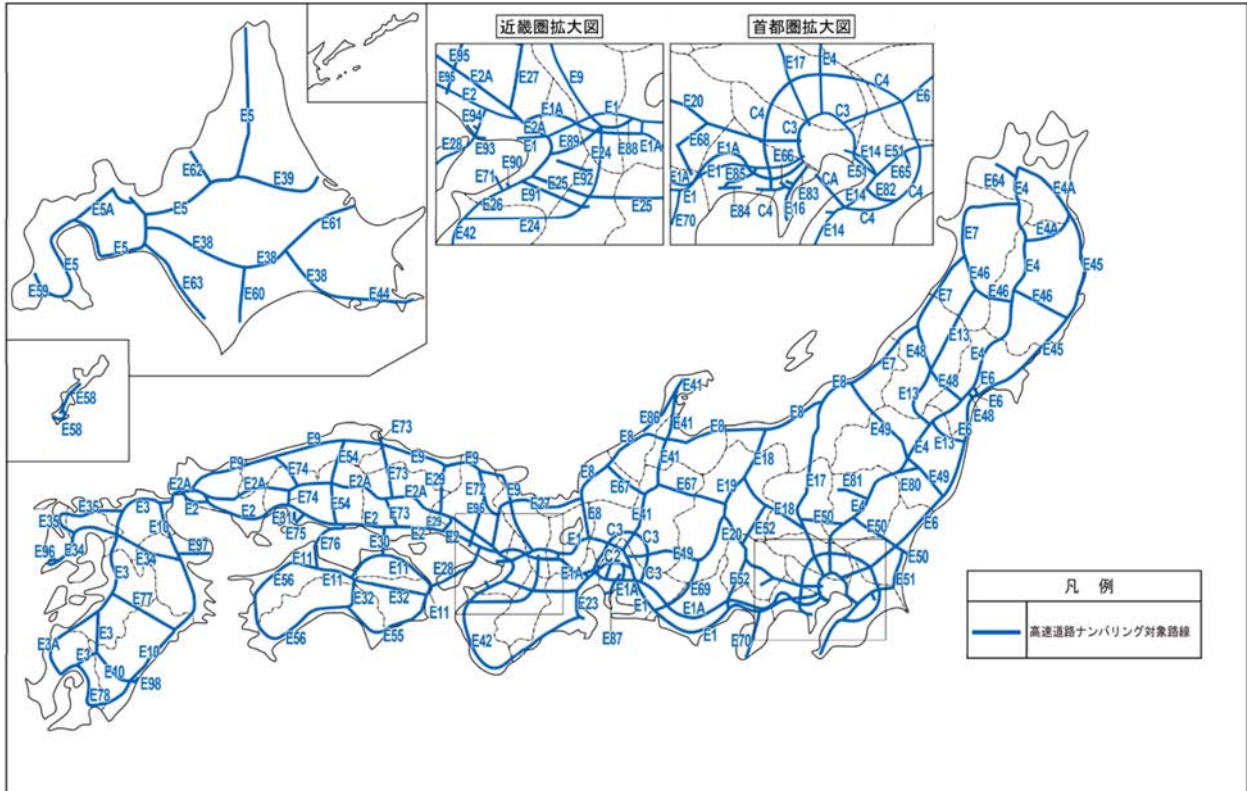 近畿圏拡大図
首都圏拡大図
E95
E27
E9
E2A
E95
E2
E1A
E1
E94
E2A
E28
E93
E1
E89
E24
E88
E1A
E90
E71
E25
E92
E91
E26
E25
E24
E42
E17
E4
C4
E6
E20
C4
C3
C3
E68
E1A
E66
E14
E51
E1A
E1
E85
E51
E65
E1
E83
CA
E14
E82
C4
E70
E84
C4
E16
C4
E14
E5
E62
E39
E5A
E5
E61
E38
E5
E38
E5
E63
E38
E59
E60
E44
E58
E58
E64
E4
E4A
E7
E4A
E4
E45
E46
E7
E46
E46
E13
E48
E4
E45
E7
E48
E6
E13
E6
E48
E41
E8
E86
E8
E41
E8
E8
E49
E6
E4
E13
E41
E18
E8
E67
E67
E19
E17
E81
E80
E49
E4
E18
E50
E50
E6
E8
E41
E20
E52
C3
C3
E1
C2
E19
E50
E1A
C3
E52
E51
E69
E1A
E1
E1A
E23
E1
E70
E87
E42
E73
E9
E9
E9
E54
E9
E74
E73
E29
E72
E9
E27
E2A
E2A
E2A
E2A
E95
E74
E54
E2
E2
E73
E29
E2
E31
E2
E2
E75
E76
E30
E35
E3
E10
E35
E11
E11
E28
E97
E96
E34
E34
E56
E11
E32
E32
E11
E3
E77
E56
E55
E3
E3A
E3
E10
E10
E98
E78
凡 例
高速道路ナンバリング対象路線